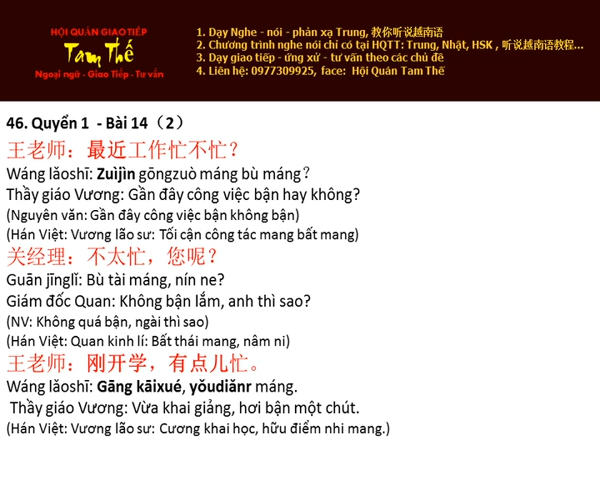 HỘI QUÁN GIAO TIẾP
Tam Thế
Ngoại ngữ - Giao Tiếp - Tư vấn
1. Dạy Nghe - nói - phản xạ Trung, 教你听说越南语
2. Chương trình nghe nói chỉ có tại HQTT: Trung, Nhật, HSK , 听说越南语教程...
3. Dạy giao tiếp - ứng xử - tư vấn theo các chủ đề
4. Liên hệ: 0977309925, face: Hội Quán Tam Thế
46. Quyển 1 - Bài 14（2）
王老师：最近工作忙不忙？
Wáng lǎoshī: Zuìjìn gōngzuò máng bù máng？
Thầy giáo Vương: Gần đây công việc bận hay không?
(Nguyên văn: Gần đây công việc bận không bận)
(Hán Việt: Vương lão sư: Tối cận công tác mang bất mang)
关经理：不太忙，您呢？
Guān jīnglǐ: Bù tài máng, nín ne?
Giám đốc Quan: Không bận lắm, anh thì sao?
(NV: Không quá bận, ngài thì sao)
(Hán Việt: Quan kinh lí: Bất thái mang, nâm ni)
王老师：刚开学，有点儿忙。
Wáng lǎoshī: Gāng kāixué, yǒudiǎnr máng.
Thầy giáo Vương: Vừa khai giảng, hơi bận một chút.
(Hán Việt: Vương lão sư: Cương khai học, hữu điểm nhi mang.)